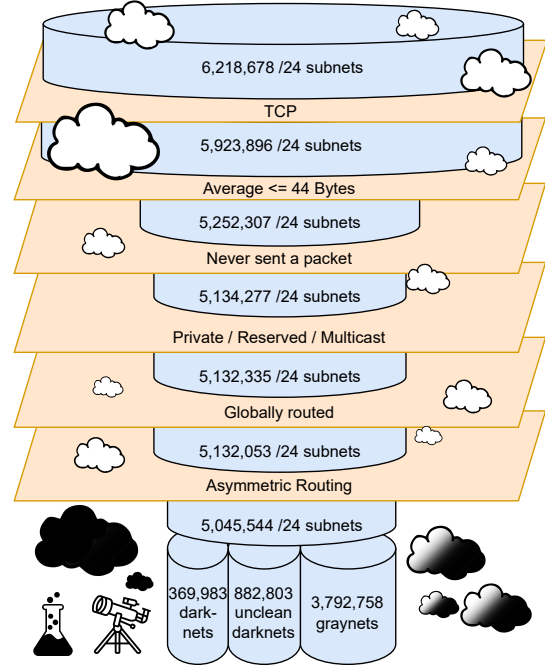 6,218,678 /24 subnets
TCP
5,923,896 /24 subnets
Average <= 44 Bytes
5,252,307 /24 subnets
Never sent a packet
5,134,277 /24 subnets
Private / Reserved / Multicast
5,132,335 /24 subnets
Globally routed
5,132,053 /24 subnets
Asymmetric Routing
5,045,544 /24 subnets
369,983
dark-
nets
882,803
unclean
darknets
3,792,758
graynets